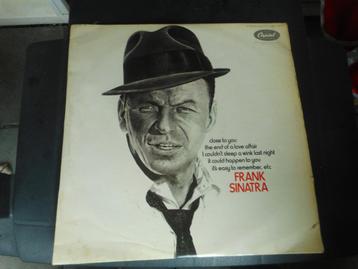 Capitol
close to you
the end of a love affair
I couldn't sleep a wink last night
it could happen to you
it's easy to remember, etc
FRANK
SINATRA